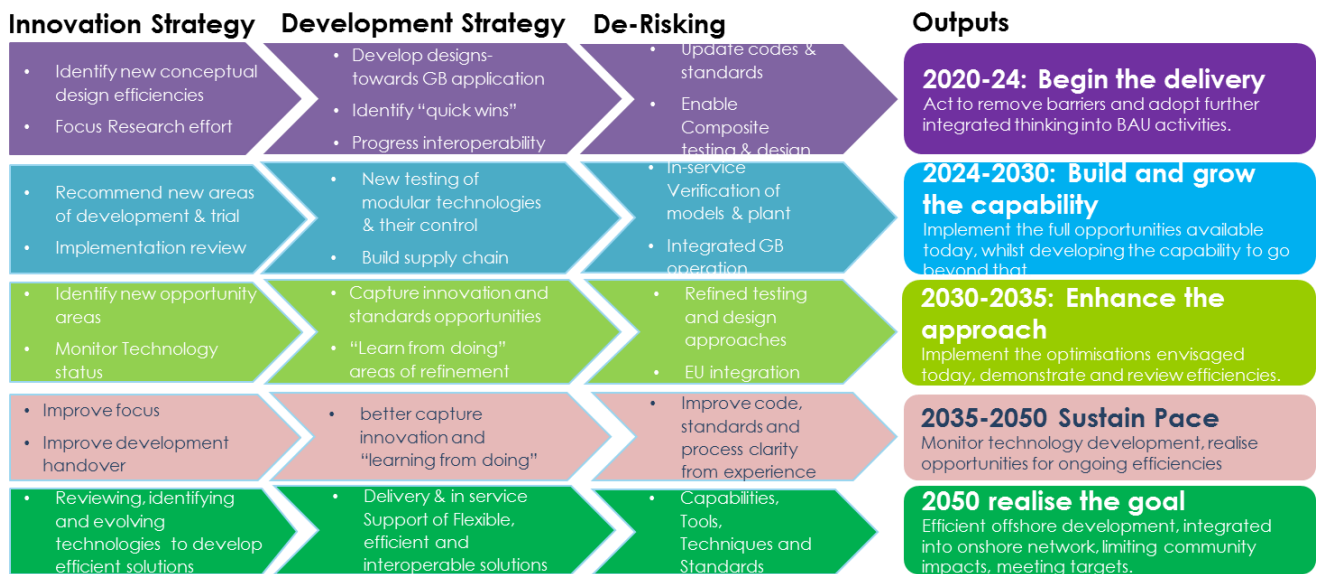 Innovation Strategy
Development Strategy
De-Risking
Outputs
• Identify new conceptual
design efficiencies
• Focus Research effort
• Develop designs-
towards GB application
• Identify “quick wins”
• Progress interoperability
• Update codes &
standards
• Enable
Composite
testing & design
2020-24: Begin the delivery
Act to remove barriers and adopt further
integrated thinking into BAU activities.
• Recommend new areas
of development & trial
• Implementation review
• New testing of
modular technologies
& their control
• Build supply chain
• In-service
Verification of
models & plant
• Integrated GB
operation
2024-2030: Build and grow
the capability
Implement the full opportunities available
today, whilst developing the capability to go
beyond that
• Identify new opportunity
areas
• Monitor Technology
status
• Capture innovation and
standards opportunities
• “Learn from doing”
areas of refinement
• Refined testing
and design
approaches
• EU integration
2030-2035: Enhance the
approach
Implement the optimisations envisaged
today, demonstrate and review efficiencies.
• Improve focus
• Improve development
handover
• better capture
innovation and
“learning from doing”
• Improve code,
standards and
process clarity
from experience
2035-2050 Sustain Pace
Monitor technology development, realise
opportunities for ongoing efficiencies
• Reviewing, identifying
and evolving
technologies to develop
efficient solutions
• Delivery & in service
Support of Flexible,
efficient and
interoperable solutions
• Capabilities,
Tools,
Techniques and
Standards
2050 realise the goal
Efficient offshore development, integrated
into onshore network, limiting community
impacts, meeting targets.